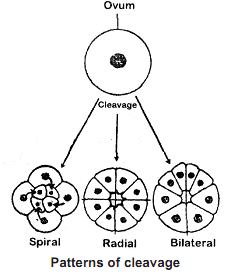 Ovum
Cleavage
Spiral Radial Bilateral
Patterns of cleavage